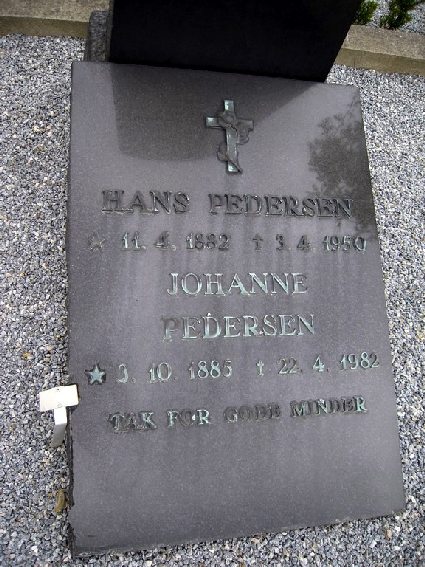 HANS PEDERSEN
11. 4. 1882 † 3. 4. 1950
JOHANNE
PEDERSEN
3. 10. 1885 † 22. 4. 1982
TAK FOR GODE MINDER